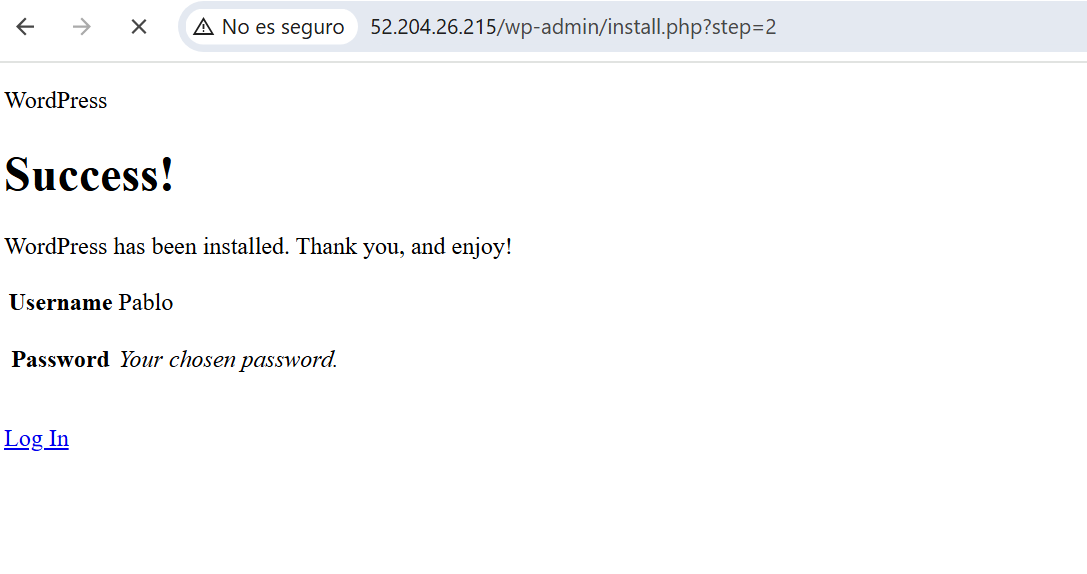 No es seguro 52.204.26.215/wp-admin/install.php?step=2
WordPress
Success!
WordPress has been installed. Thank you, and enjoy!
Username Pablo
Password Your chosen password.
Log In